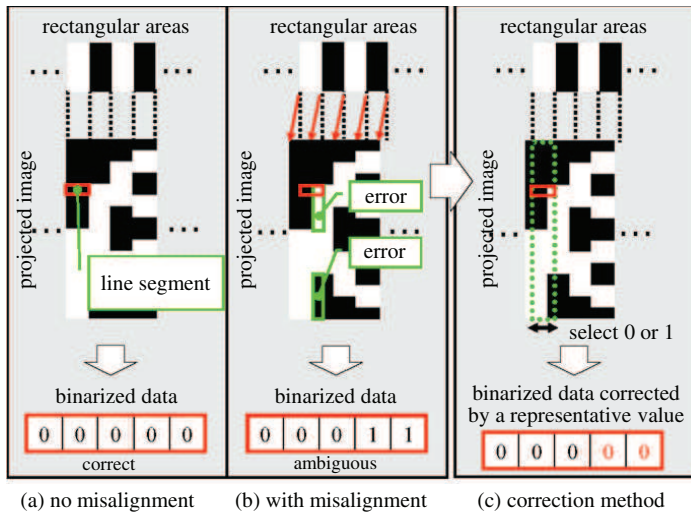 rectangular areas
...
...
projected image
...
line segment
binarized data
0 0 0 0 0
correct
(a) no misalignment
rectangular areas
...
...
projected image
error
...
...
error
binarized data
0 0 0 1 1
ambiguous
(b) with misalignment
rectangular areas
...
...
projected image
...
...
select 0 or 1
binarized data corrected
by a representative value
0 0 0 0 0
(c) correction method